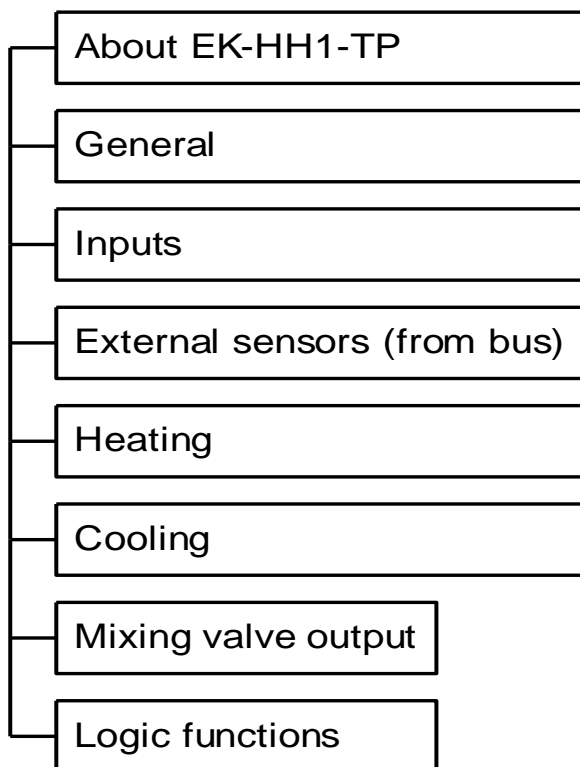 About EK-HH1-TP
General
Inputs
External sensors (from bus)
Heating
Cooling
Mixing valve output
Logic functions